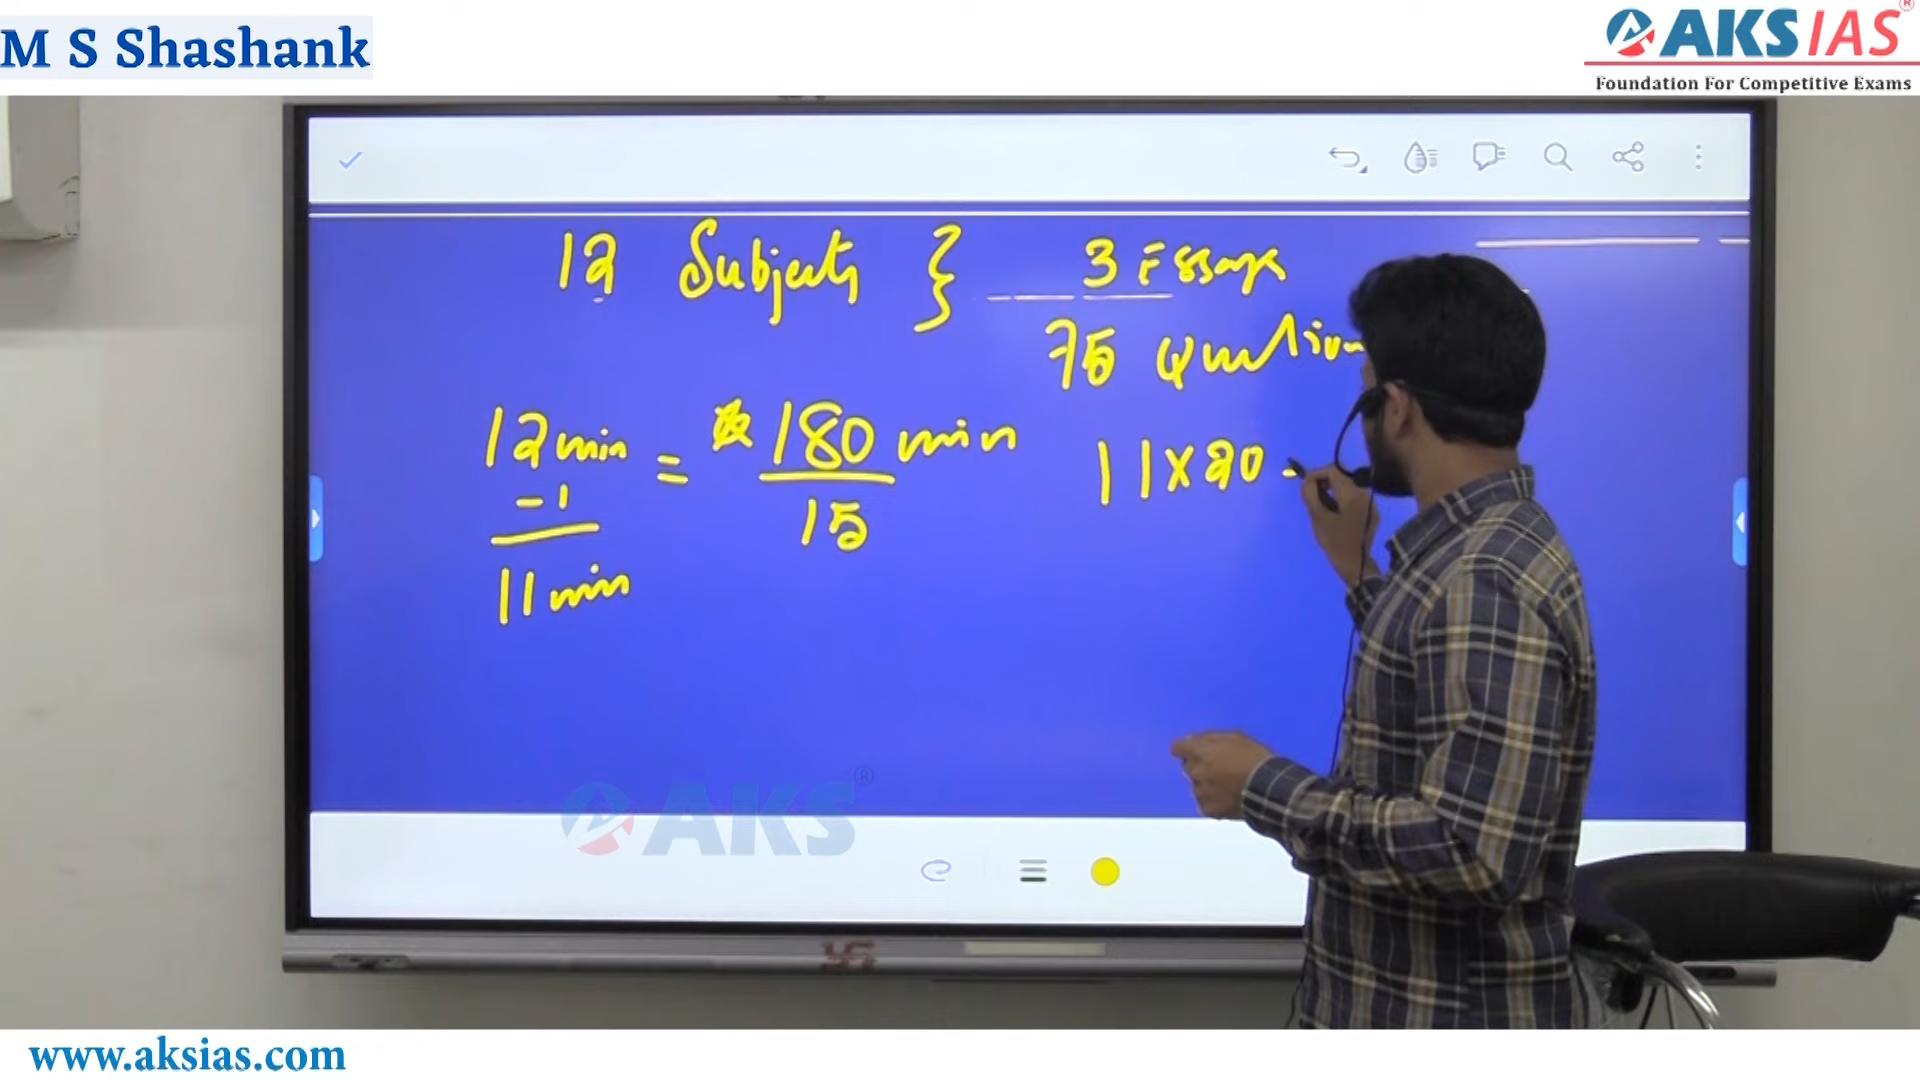 M S Shashank
AKS IAS ®
Foundation For Competitive Exams
12 Subjects } 3 Essays
75 Questions
12 min = 180 min 11 x 20 -
-1 15
11 min
AKS ®
www.aksias.com